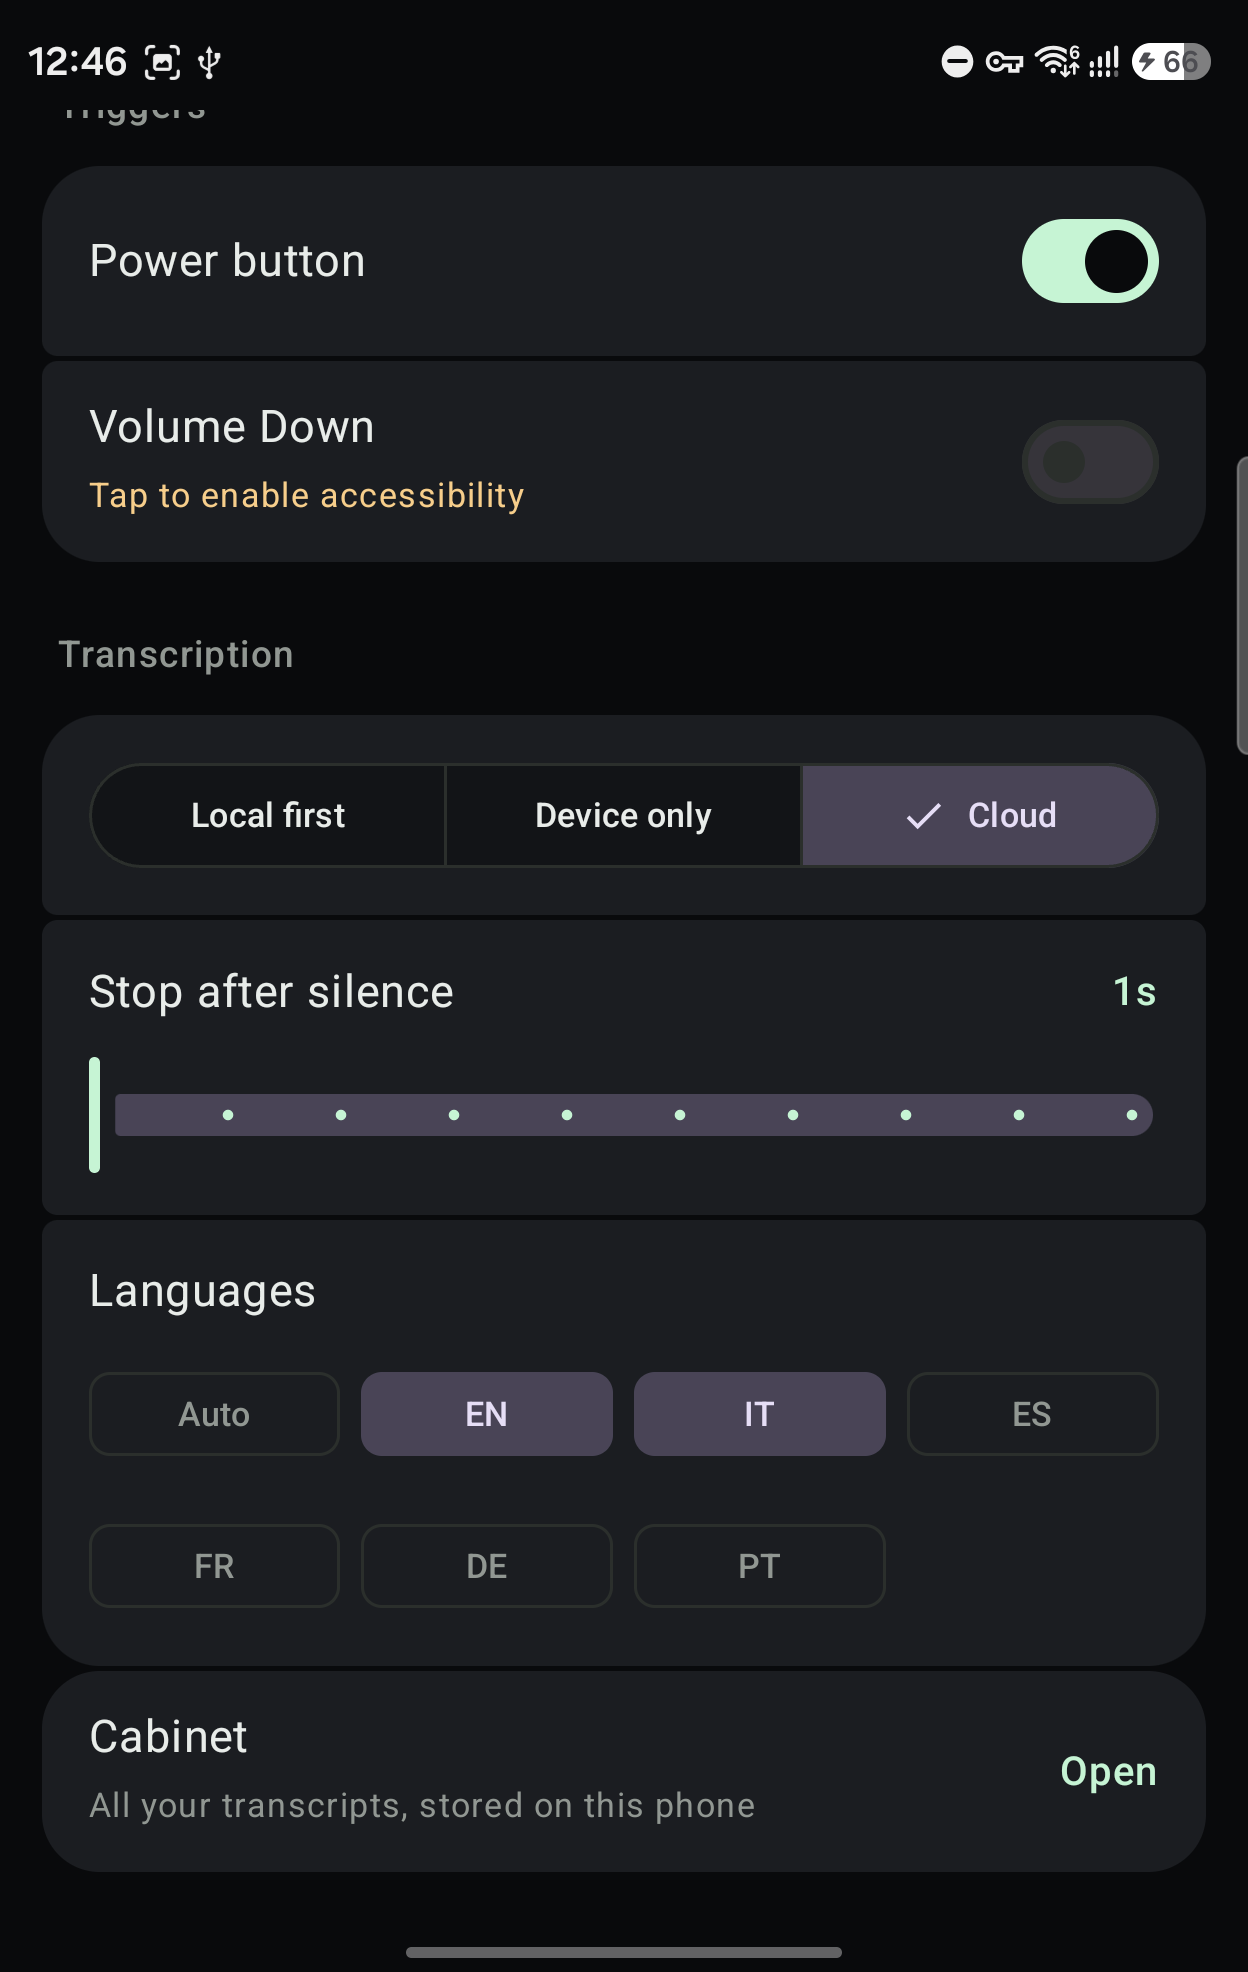 12:46
6
66
Triggers
Power button
Volume Down
Tap to enable accessibility
Transcription
Local first
Device only
Cloud
Stop after silence
1s
Languages
Auto
EN
IT
ES
FR
DE
PT
Cabinet
All your transcripts, stored on this phone
Open